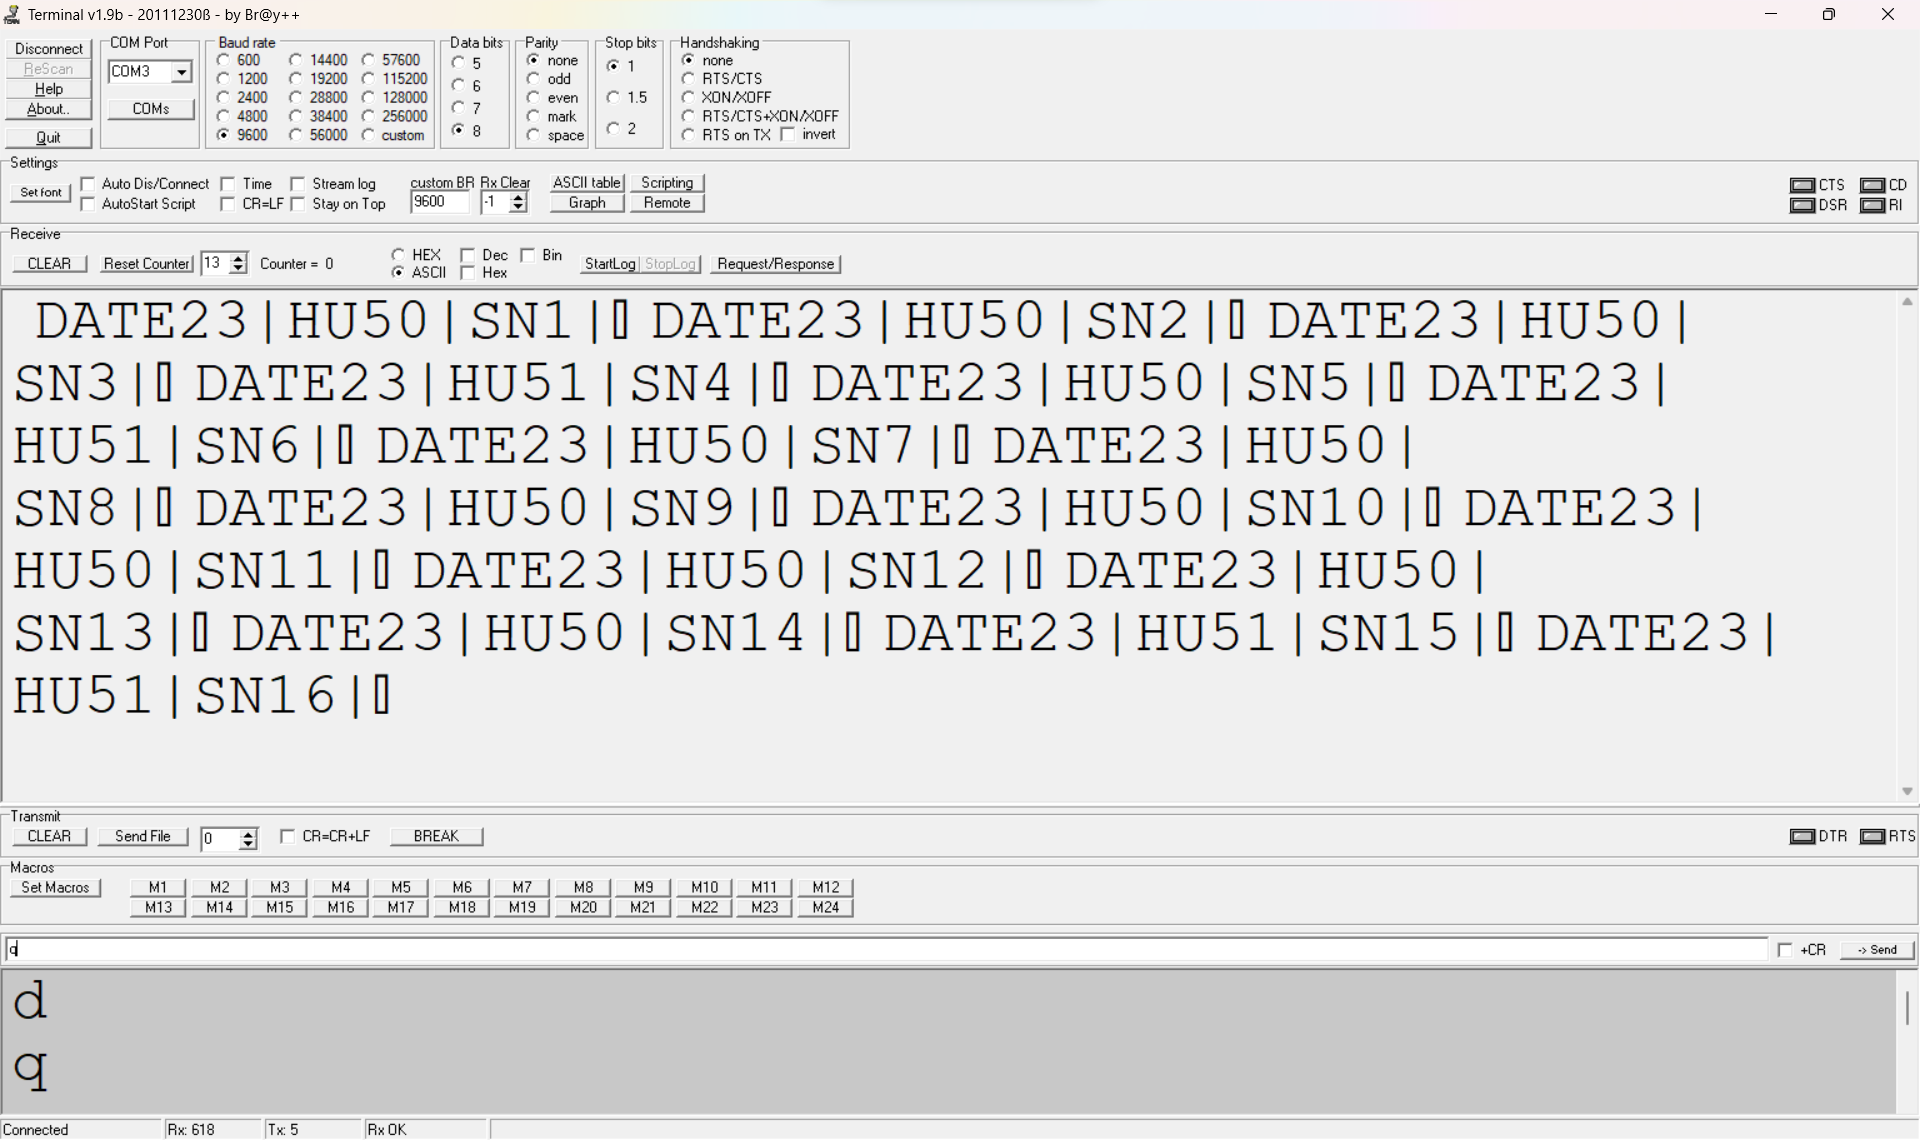 Terminal v1.9b - 20111230ß - by Br@y++
Disconnect
ReScan
Help
About..
Quit
COM Port
COM3
COMs
Baud rate
600 14400 57600
1200 19200 115200
2400 28800 128000
4800 38400 256000
9600 56000 custom
Data bits
5
6
7
8
Parity
none
odd
even
mark
space
Stop bits
1
1.5
2
Handshaking
none
RTS/CTS
XON/XOFF
RTS/CTS+XON/XOFF
RTS on TX invert
Settings
Set font
Auto Dis/Connect Time Stream log
AutoStart Script CR=LF Stay on Top
custom BR Rx Clear
9600 -1
ASCII table Scripting
Graph Remote
CTS CD
DSR RI
Receive
CLEAR Reset Counter 13 Counter = 0
HEX Dec Bin
ASCII Hex
StartLog StopLog Request/Response
DATE23|HU50|SN1|▯ DATE23|HU50|SN2|▯ DATE23|HU50|
SN3|▯ DATE23|HU51|SN4|▯ DATE23|HU50|SN5|▯ DATE23|
HU51|SN6|▯ DATE23|HU50|SN7|▯ DATE23|HU50|
SN8|▯ DATE23|HU50|SN9|▯ DATE23|HU50|SN10|▯ DATE23|
HU50|SN11|▯ DATE23|HU50|SN12|▯ DATE23|HU50|
SN13|▯ DATE23|HU50|SN14|▯ DATE23|HU51|SN15|▯ DATE23|
HU51|SN16|▯
Transmit
CLEAR Send File 0 CR=CR+LF BREAK
DTR RTS
Macros
Set Macros
M1 M2 M3 M4 M5 M6 M7 M8 M9 M10 M11 M12
M13 M14 M15 M16 M17 M18 M19 M20 M21 M22 M23 M24
q
+CR -> Send
d
q
Connected Rx: 618 Tx: 5 Rx OK